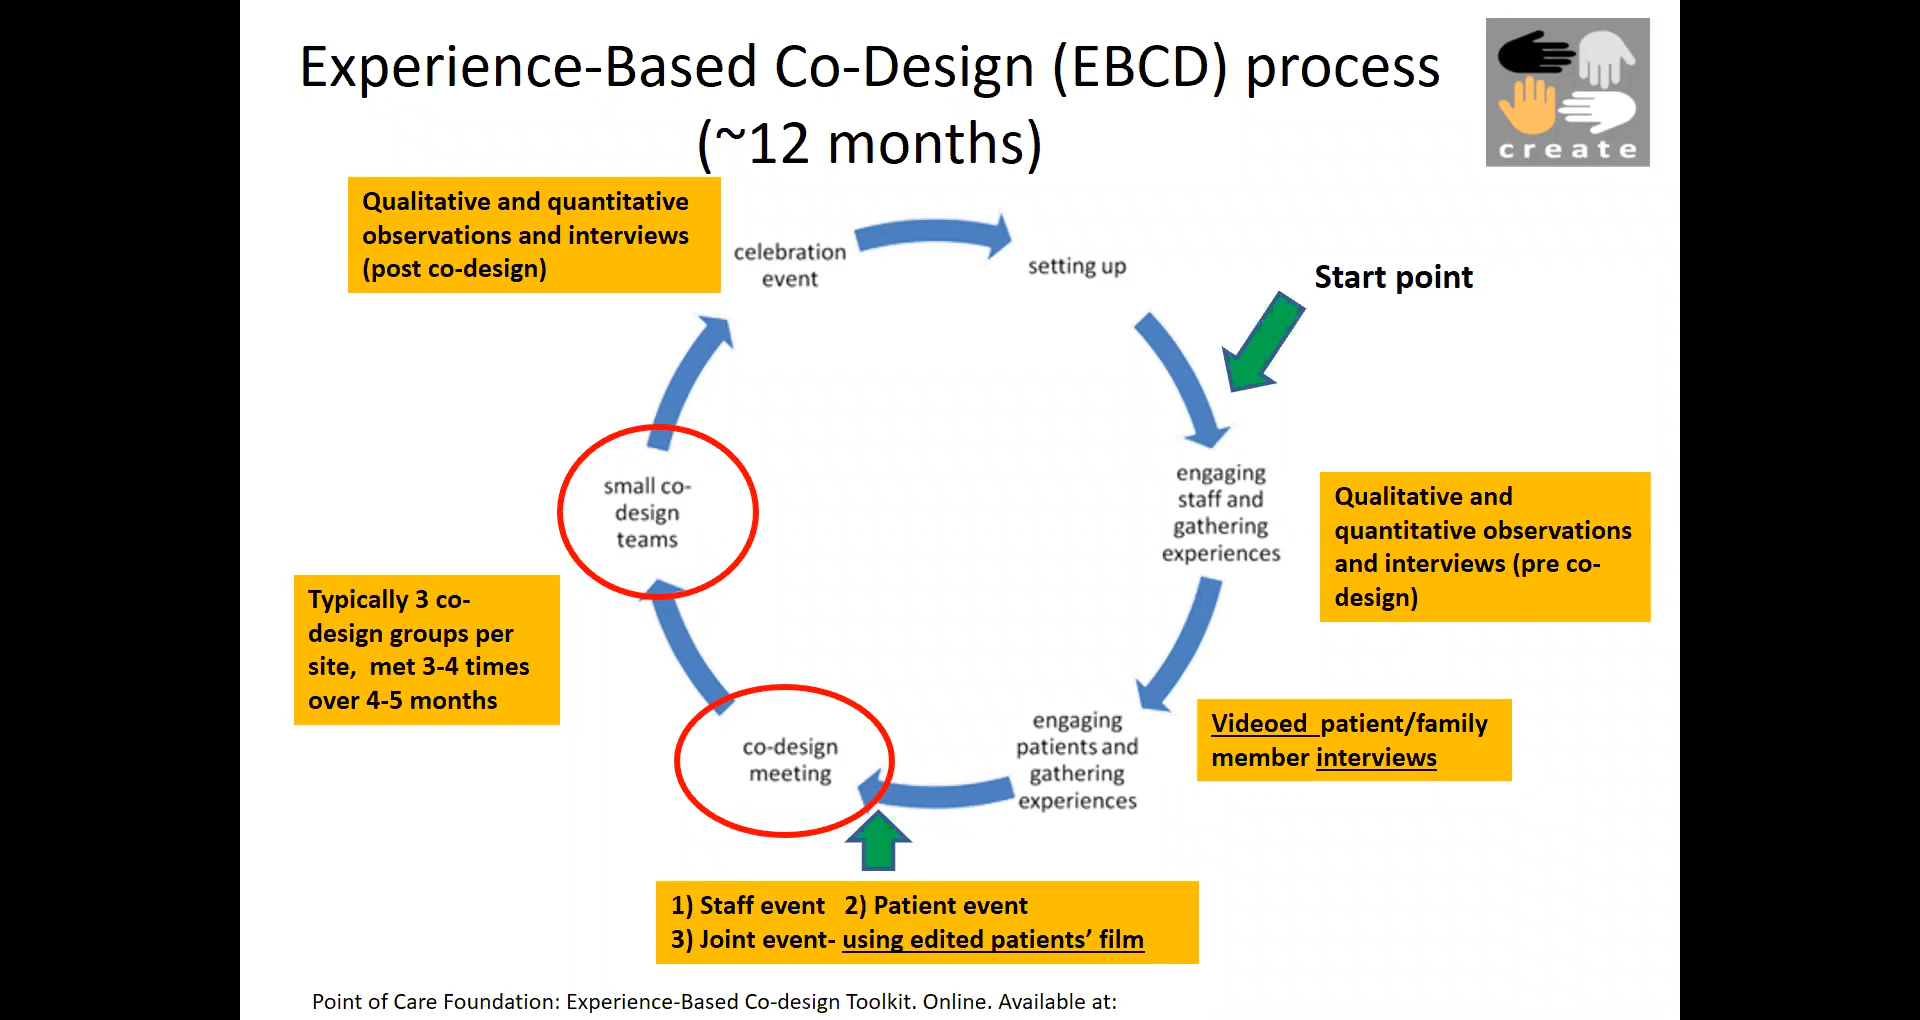 Experience-Based Co-Design (EBCD) process
(~12 months)
create
Qualitative and quantitative
observations and interviews
(post co-design)
celebration
event
setting up
Start point
small co-
design
teams
engaging
staff and
gathering
experiences
Qualitative and
quantitative observations
and interviews (pre co-
design)
Typically 3 co-
design groups per
site,  met 3-4 times
over 4-5 months
co-design
meeting
engaging
patients and
gathering
experiences
Videoed patient/family
member interviews
1) Staff event   2) Patient event
3) Joint event- using edited patients’ film
Point of Care Foundation: Experience-Based Co-design Toolkit. Online. Available at: